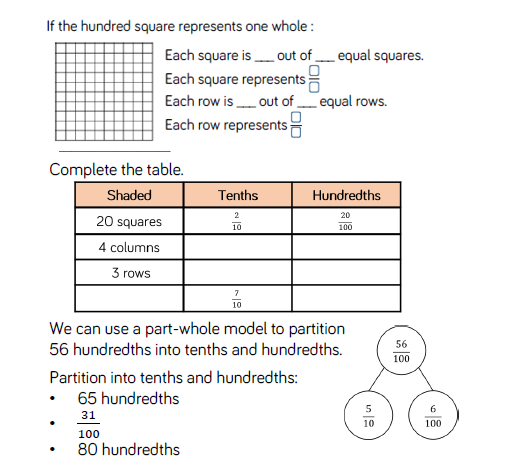 If the hundred square represents one whole :
Each square is ___ out of ___ equal squares.
Each square represents □/□
Each row is ___ out of ___ equal rows.
Each row represents □/□
Complete the table.
Shaded Tenths Hundredths
20 squares 2/10 20/100
4 columns
3 rows
7/10
We can use a part-whole model to partition
56 hundredths into tenths and hundredths.
56/100
5/10 6/100
Partition into tenths and hundredths:
• 65 hundredths
• 31/100
• 80 hundredths